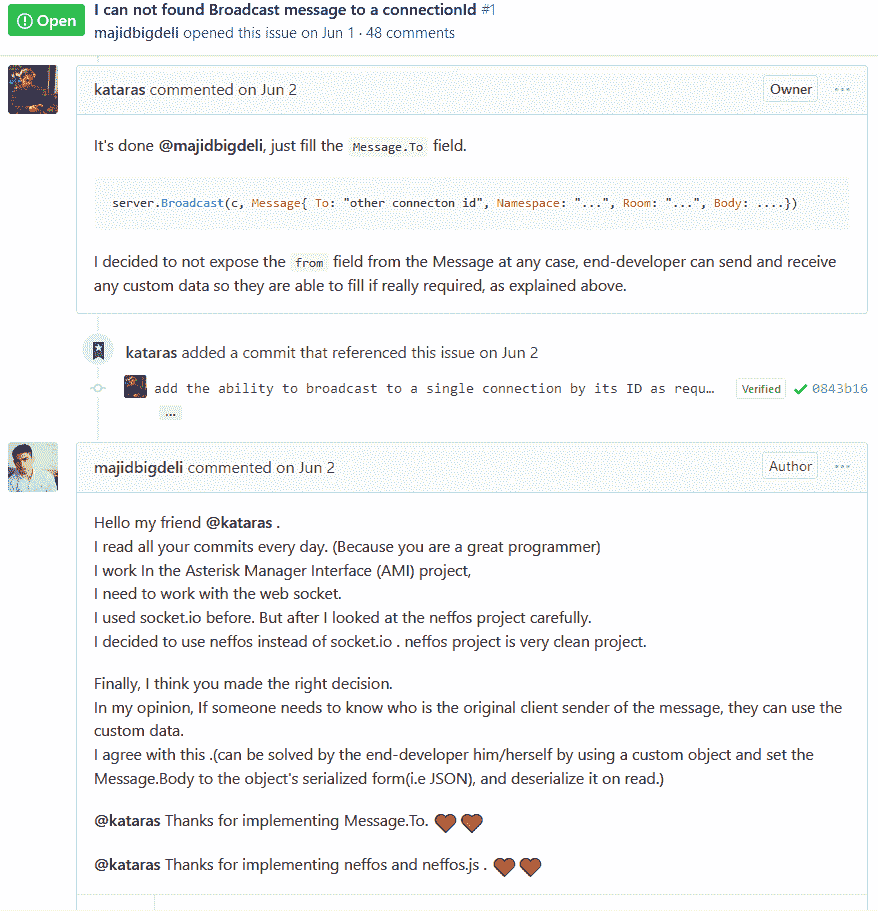 Open
I can not found Broadcast message to a connectionId #1
majidbigdeli opened this issue on Jun 1 · 48 comments
kataras commented on Jun 2
Owner
...
It's done @majidbigdeli, just fill the Message.To field.
server.Broadcast(c, Message{ To: "other connecton id", Namespace: "...", Room: "...", Body: ....})
I decided to not expose the from field from the Message at any case, end-developer can send and receive
any custom data so they are able to fill if really required, as explained above.
kataras added a commit that referenced this issue on Jun 2
add the ability to broadcast to a single connection by its ID as requ…
Verified
0843b16
...
majidbigdeli commented on Jun 2
Author
...
Hello my friend @kataras .
I read all your commits every day. (Because you are a great programmer)
I work In the Asterisk Manager Interface (AMI) project,
I need to work with the web socket.
I used socket.io before. But after I looked at the neffos project carefully.
I decided to use neffos instead of socket.io . neffos project is very clean project.
Finally, I think you made the right decision.
In my opinion, If someone needs to know who is the original client sender of the message, they can use the
custom data.
I agree with this .(can be solved by the end-developer him/herself by using a custom object and set the
Message.Body to the object's serialized form(i.e JSON), and deserialize it on read.)
@kataras Thanks for implementing Message.To. ❤❤
@kataras Thanks for implementing neffos and neffos.js . ❤❤